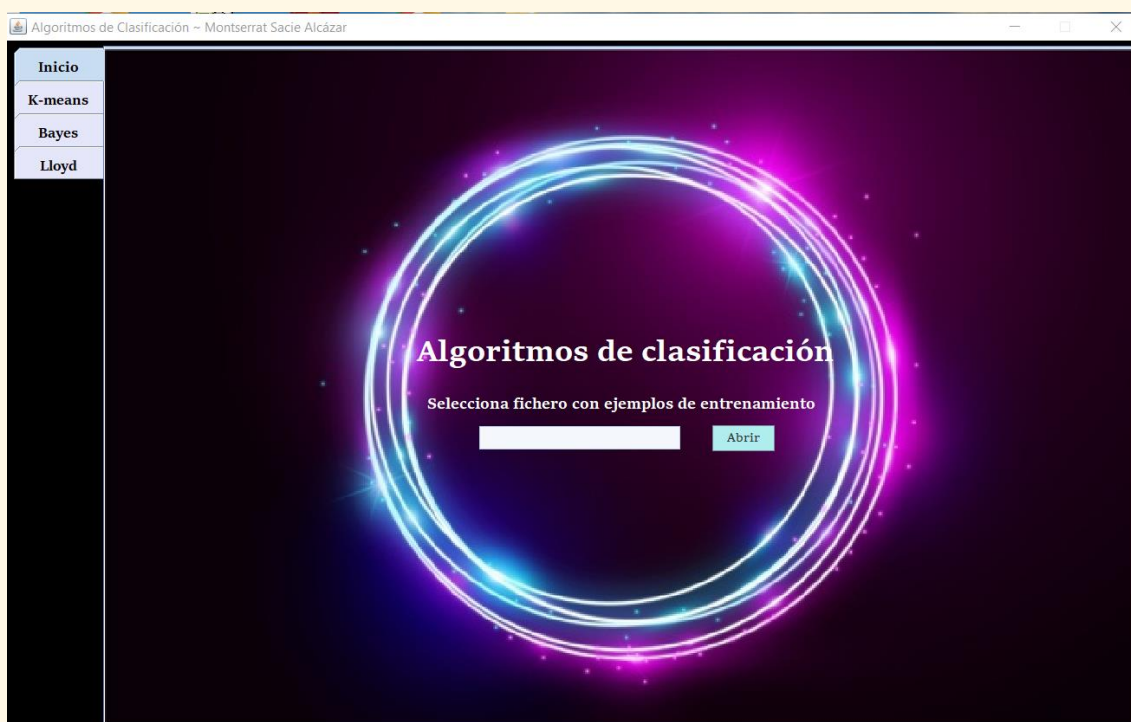 Algoritmos de Clasificación ~ Montserrat Sacie Alcázar
Inicio
K-means
Bayes
Lloyd
Algoritmos de clasificación
Selecciona fichero con ejemplos de entrenamiento
Abrir